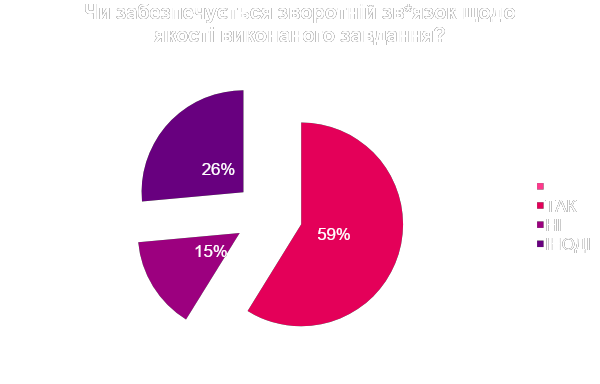 Чи забезпечується зворотній зв*язок щодо
якості виконаного завдання?
26%
59%
15%
ТАК
НІ
ІНОДІ